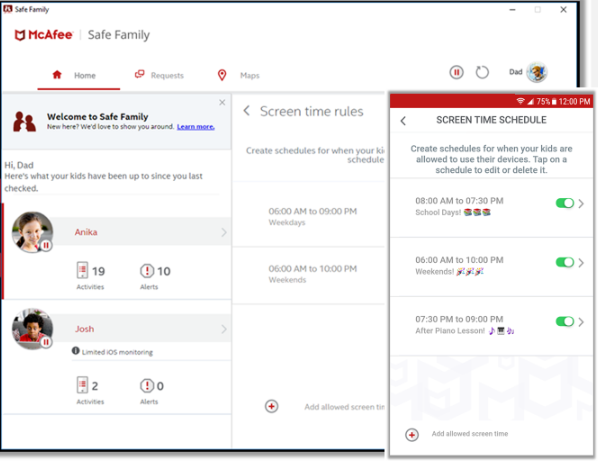 Safe Family
McAfee | Safe Family
Home
Requests
Maps
Dad
Welcome to Safe Family
New here? We'd love to show you around. Learn more.
Hi, Dad
Here's what your kids have been up to since you last
checked.
Anika
19
Activities
10
Alerts
Josh
Limited iOS monitoring
2
Activities
0
Alerts
Screen time rules
Create schedules for when your ki
schedule
06:00 AM to 09:00 PM
Weekdays
06:00 AM to 10:00 PM
Weekends
Add allowed screen tin
75% 12:00 PM
SCREEN TIME SCHEDULE
Create schedules for when your kids are
allowed to use their devices. Tap on a
schedule to edit or delete it.
08:00 AM to 07:30 PM
School Days! 📚📚📚
06:00 AM to 10:00 PM
Weekends! 🎉🎉🎉
07:30 PM to 09:00 PM
After Piano Lesson! 🎵🎹🎶
Add allowed screen time